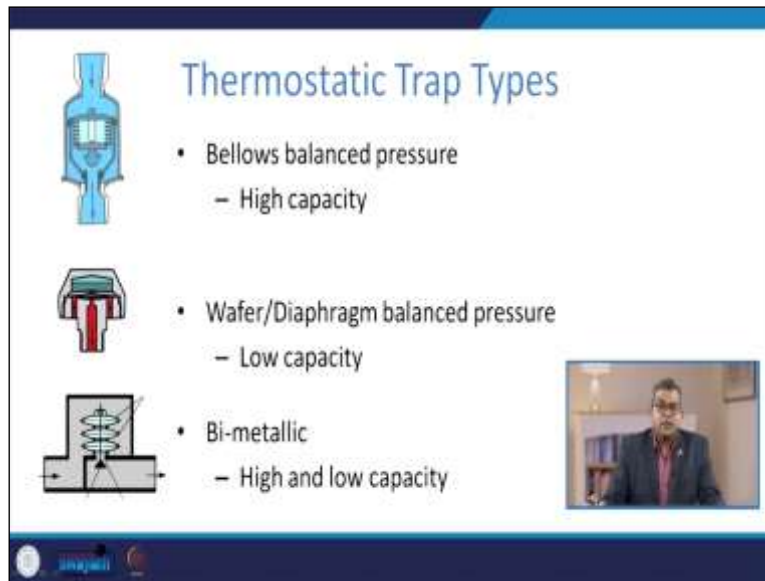 Thermostatic Trap Types
• Bellows balanced pressure
– High capacity
• Wafer/Diaphragm balanced pressure
– Low capacity
• Bi-metallic
– High and low capacity
swayam